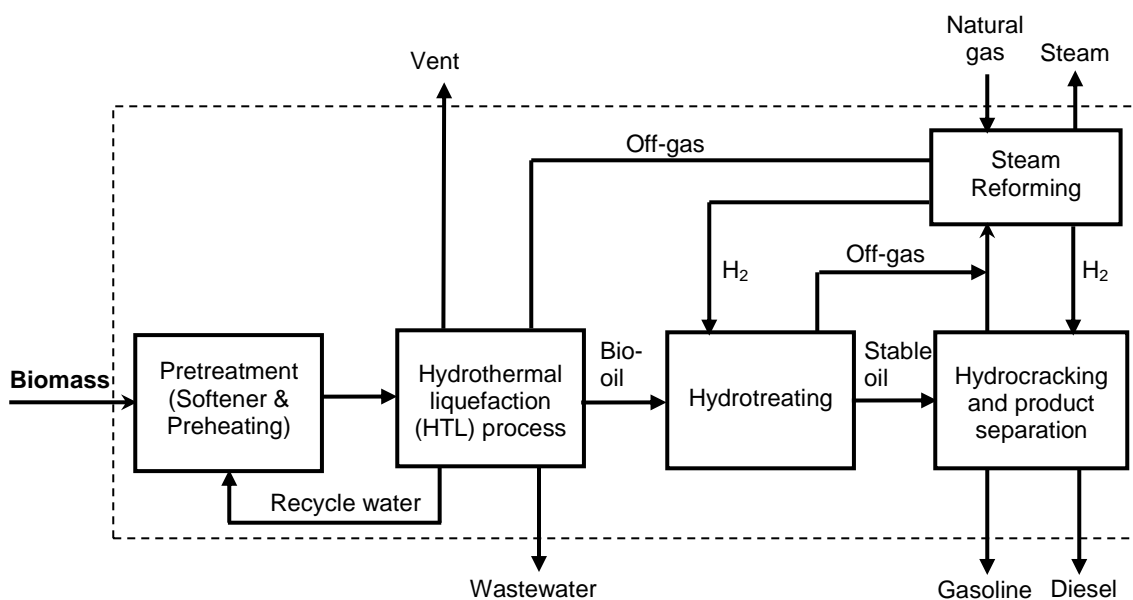 Natural
gas
Steam
Vent
Off-gas
Steam
Reforming
Off-gas
H₂
H₂
Biomass
Pretreatment
(Softener &
Preheating)
Hydrothermal
liquefaction
(HTL) process
Bio-
oil
Hydrotreating
Stable
oil
Hydrocracking
and product
separation
Recycle water
Wastewater
Gasoline
Diesel